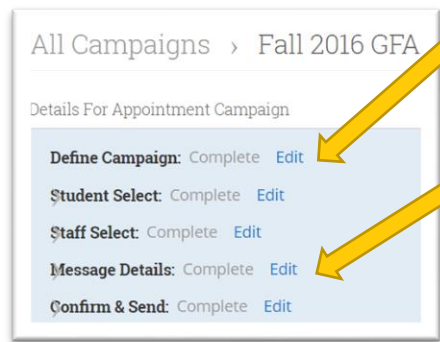 All Campaigns › Fall 2016 GFA
Details For Appointment Campaign
Define Campaign: Complete Edit
Student Select: Complete Edit
Staff Select: Complete Edit
Message Details: Complete Edit
Confirm & Send: Complete Edit